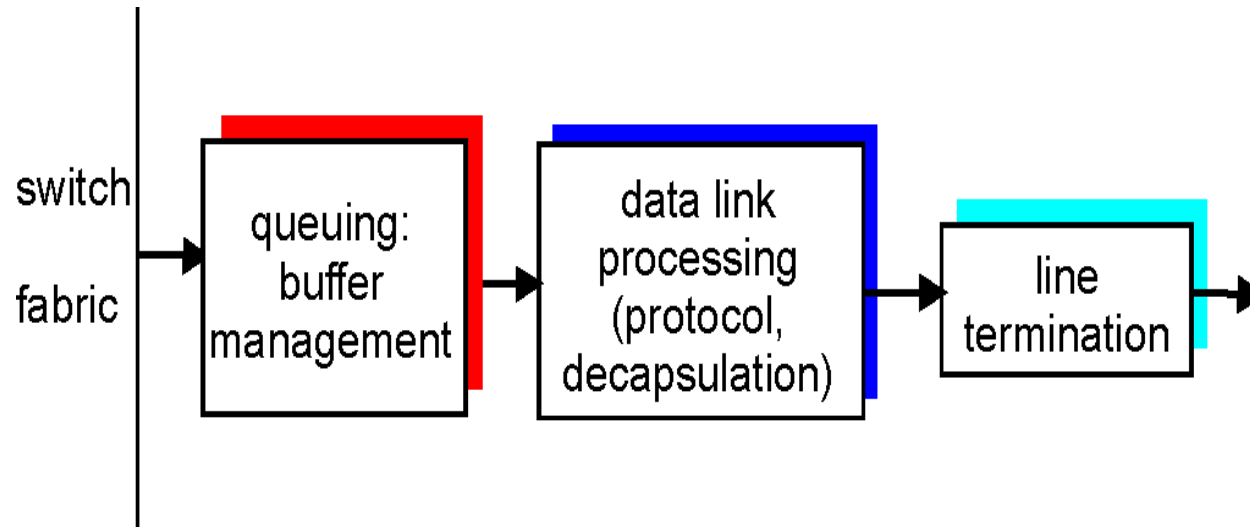 switch
fabric
queuing:
buffer
management
data link
processing
(protocol,
decapsulation)
line
termination